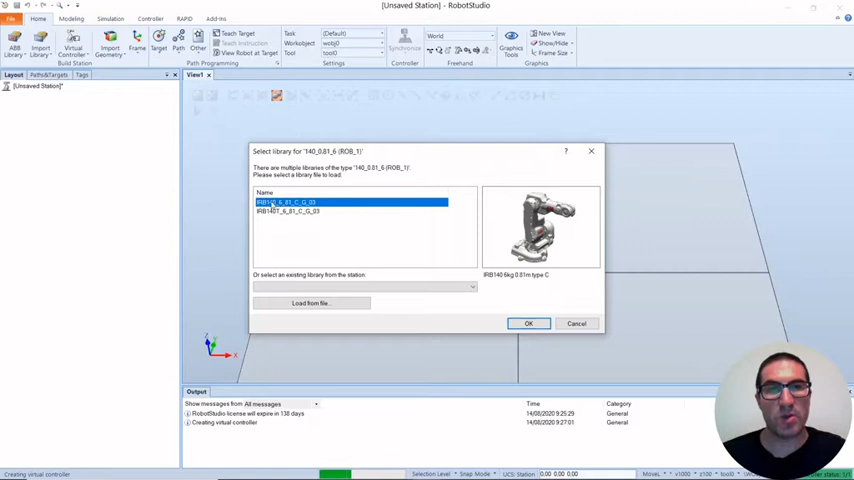 [Unsaved Station] - RobotStudio
File Home Modeling Simulation Controller RAPID Add-Ins
ABB Library Import Library Virtual Controller Import Geometry Frame Target Path Other
Build Station
Teach Target
Teach Instruction
View Robot at Target
Path Programming
Task (Default)
Workobject wobj0
Tool tool0
Settings
Synchronize
Controller
World
Freehand
Graphics Tools
New View
Show/Hide
Frame Size
Graphics
Layout Paths&Targets Tags
View1
[Unsaved Station]*
Select library for '140_0.81_6 (ROB_1)'
There are multiple libraries of the type '140_0.81_6 (ROB_1)'.
Please select a library file to load:
Name
IRB140_6_81_C_G_03
IRB140T_6_81_C_G_03
IRB140 6kg 0.81m type C
Or select an existing library from the station:
Load from file...
OK Cancel
Z Y X
Output
Show messages from All messages Time Category
RobotStudio license will expire in 138 days 14/08/2020 9:25:29 General
Creating virtual controller 14/08/2020 9:27:01 General
Creating virtual controller Selection Level Snap Mode UCS: Station 0.00 0.00 0.00 MoveL v1000 z100 tool0